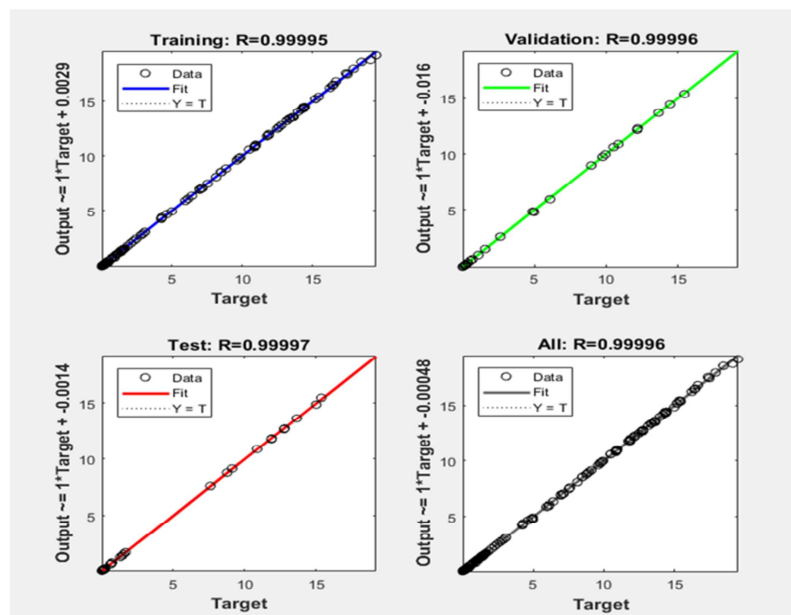 Training: R=0.99995
Output ~= 1*Target + 0.0029
Data
Fit
Y = T
15
10
5
5 10 15
Target
Validation: R=0.99996
Output ~= 1*Target + -0.016
Data
Fit
Y = T
15
10
5
5 10 15
Target
Test: R=0.99997
Output ~= 1*Target + -0.0014
Data
Fit
Y = T
15
10
5
5 10 15
Target
All: R=0.99996
Output ~= 1*Target + -0.00048
Data
Fit
Y = T
15
10
5
5 10 15
Target